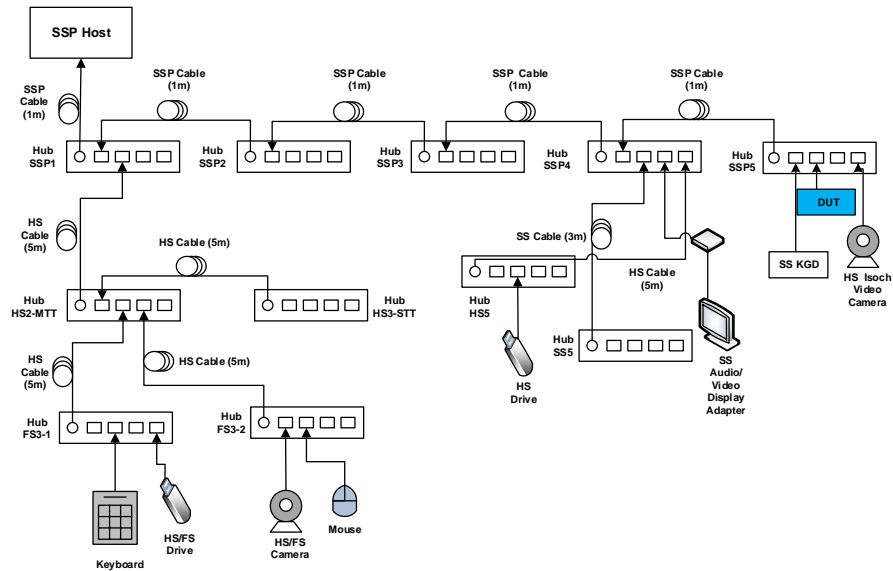 SSP Host
SSP
Cable
(1m)
SSP Cable
(1m)
SSP Cable
(1m)
SSP Cable
(1m)
SSP Cable
(1m)
Hub
SSP1
Hub
SSP2
Hub
SSP3
Hub
SSP4
Hub
SSP5
DUT
SS KGD
HS Isoch
Video
Camera
HS
Cable
(5m)
HS Cable (5m)
SS Cable (3m)
HS Cable
(5m)
Hub
HS5
Hub
HS2-MTT
Hub
HS3-STT
Hub
SS5
HS
Drive
SS
Audio/
Video
Display
Adapter
HS
Cable
(5m)
HS Cable (5m)
Hub
FS3-1
Hub
FS3-2
Keyboard
HS/FS
Drive
HS/FS
Camera
Mouse